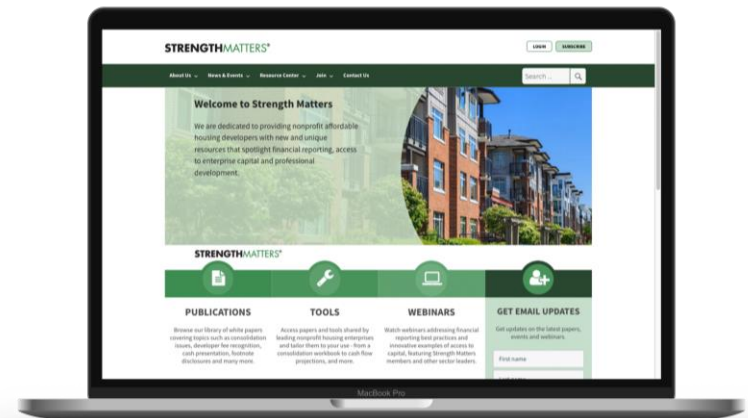 STRENGTHMATTERS®
LOGIN
SUBSCRIBE
About Us
News & Events
Resource Center
Join
Contact Us
Search ...
Welcome to Strength Matters
We are dedicated to providing nonprofit affordable
housing developers with new and unique
resources that spotlight financial reporting, access
to enterprise capital and professional
development.
STRENGTHMATTERS®
PUBLICATIONS
Browse our library of white papers
covering topics such as consolidation
issues, developer fee recognition,
cash presentation, footnote
disclosures and many more.
TOOLS
Access papers and tools shared by
leading nonprofit housing enterprises
and tailor them to your use - from a
consolidation workbook to cash flow
projections, and more.
WEBINARS
Watch webinars addressing financial
reporting best practices and
innovative examples of access to
capital, featuring Strength Matters
members and other sector leaders.
GET EMAIL UPDATES
Get updates on the latest papers,
events and webinars.
First name
MacBook Pro